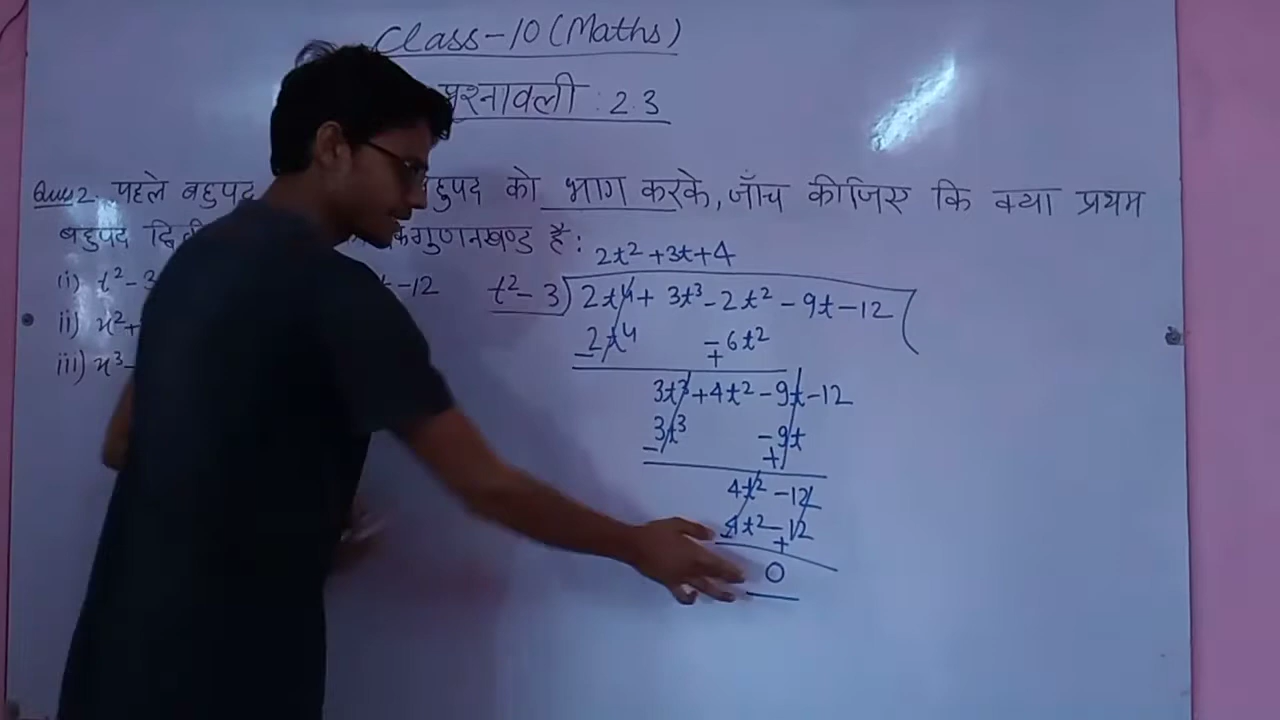 Class-10 (Maths)
प्रश्नावली : 2.3
Ques 2. पहले बहुपद बहुपद को भाग करके, जाँच कीजिए कि क्या प्रथम
बहुपद गुणनखण्ड है :
2t² + 3t + 4
(i) t² - 3 -12
t² - 3) 2t⁴ + 3t³ - 2t² - 9t - 12
ii) x² +
2t⁴ - 6t²
- +
iii) x³ -
3t³ + 4t² - 9t - 12
3t³ - 9t
- +
4t² - 12
4t² - 12
- +
0